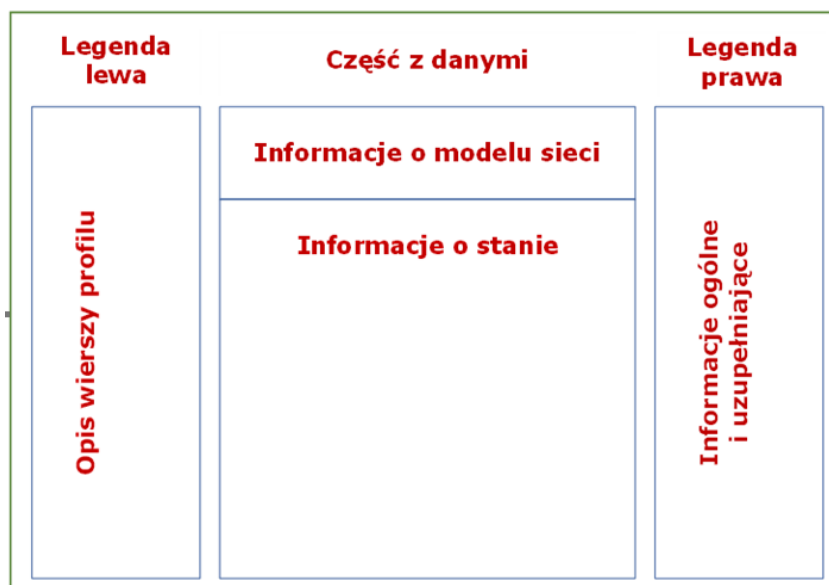 Legenda
lewa
Część z danymi
Legenda
prawa
Informacje o modelu sieci
Informacje o stanie
Opis wierszy profilu
Informacje ogólne
i uzupełniające